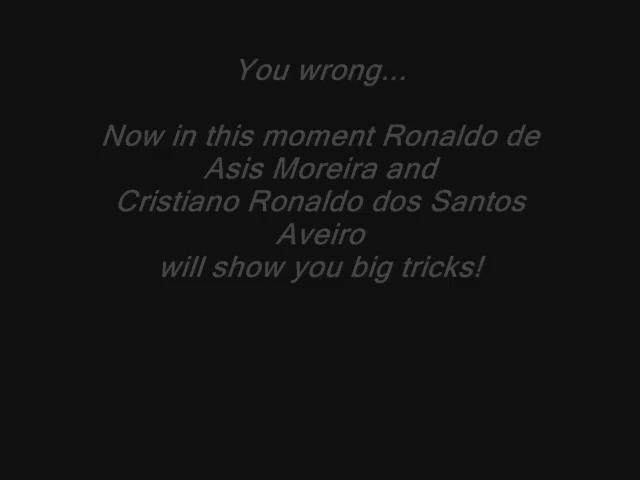 You wrong...
Now in this moment Ronaldo de
Asis Moreira and
Cristiano Ronaldo dos Santos
Aveiro
will show you big tricks!